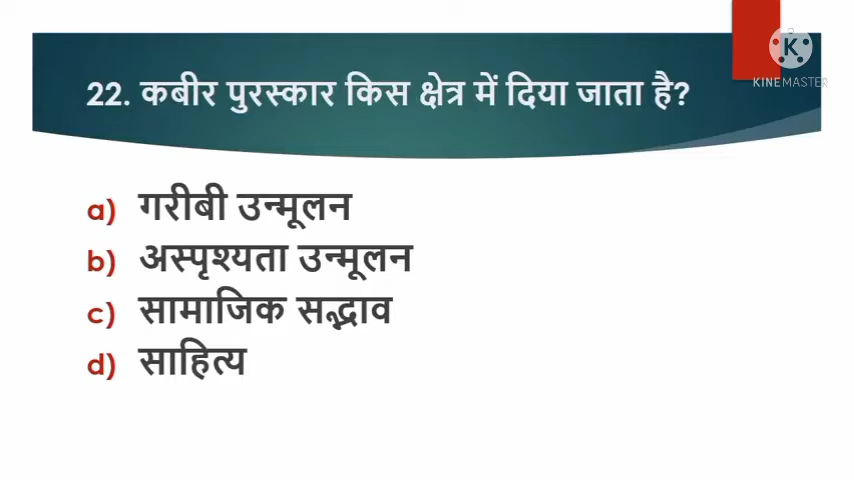 22. कबीर पुरस्कार किस क्षेत्र में दिया जाता है?
K
KINEMASTER
a) गरीबी उन्मूलन
b) अस्पृश्यता उन्मूलन
c) सामाजिक सद्भाव
d) साहित्य